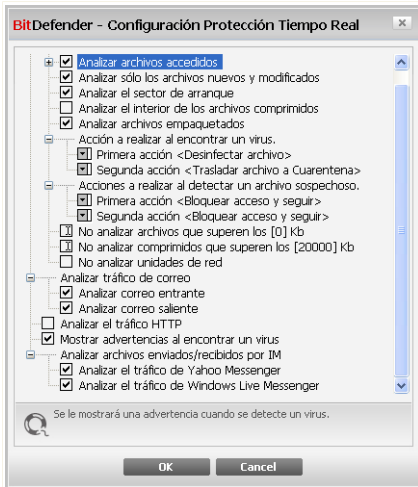 BitDefender - Configuración Protección Tiempo Real
Analizar archivos accedidos
Analizar sólo los archivos nuevos y modificados
Analizar el sector de arranque
Analizar el interior de los archivos comprimidos
Analizar archivos empaquetados
Acción a realizar al encontrar un virus.
Primera acción <Desinfectar archivo>
Segunda acción <Trasladar archivo a Cuarentena>
Acciones a realizar al detectar un archivo sospechoso.
Primera acción <Bloquear acceso y seguir>
Segunda acción <Bloquear acceso y seguir>
No analizar archivos que superen los [0] Kb
No analizar comprimidos que superen los [20000] Kb
No analizar unidades de red
Analizar tráfico de correo
Analizar correo entrante
Analizar correo saliente
Analizar el tráfico HTTP
Mostrar advertencias al encontrar un virus
Analizar archivos enviados/recibidos por IM
Analizar el tráfico de Yahoo Messenger
Analizar el tráfico de Windows Live Messenger
Se le mostrará una advertencia cuando se detecte un virus.
OK Cancel